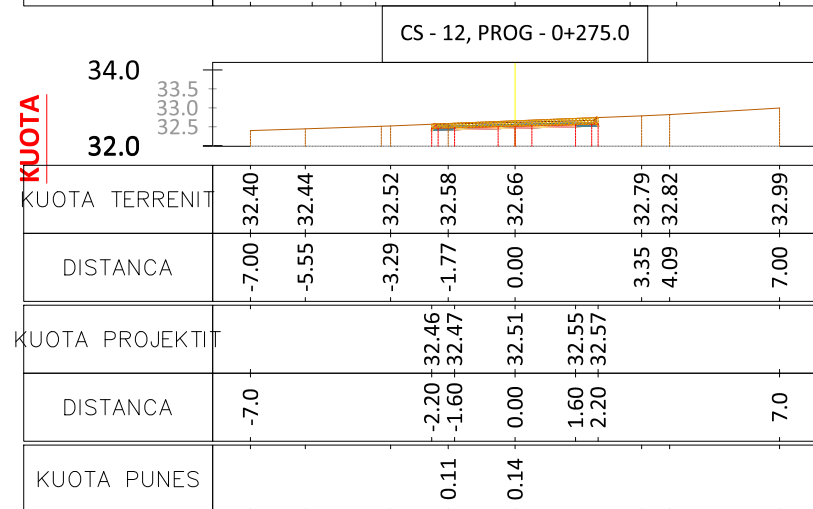 CS - 12, PROG - 0+275.0
KUOTA
34.0
33.5
33.0
32.5
32.0
KUOTA TERRENIT 32.40 32.44 32.52 32.58 32.66 32.79 32.82 32.99
DISTANCA -7.00 -5.55 -3.29 -1.77 0.00 3.35 4.09 7.00
KUOTA PROJEKTIT 32.46 32.47 32.51 32.55 32.57
DISTANCA -7.0 -2.20 -1.60 0.00 1.60 2.20 7.0
KUOTA PUNES 0.11 0.14